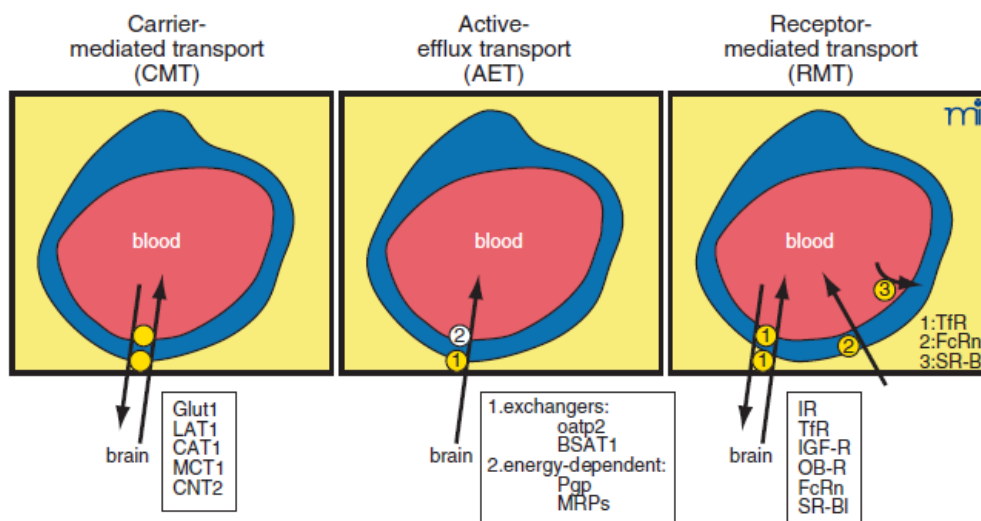 Carrier-
mediated transport
(CMT)
Active-
efflux transport
(AET)
Receptor-
mediated transport
(RMT)
blood
brain
Glut1
LAT1
CAT1
MCT1
CNT2
blood
2
1
brain
1.exchangers:
oatp2
BSAT1
2.energy-dependent:
Pgp
MRPs
mi
blood
3
1
1
2
1:TfR
2:FcRn
3:SR-B
brain
IR
TfR
IGF-R
OB-R
FcRn
SR-BI